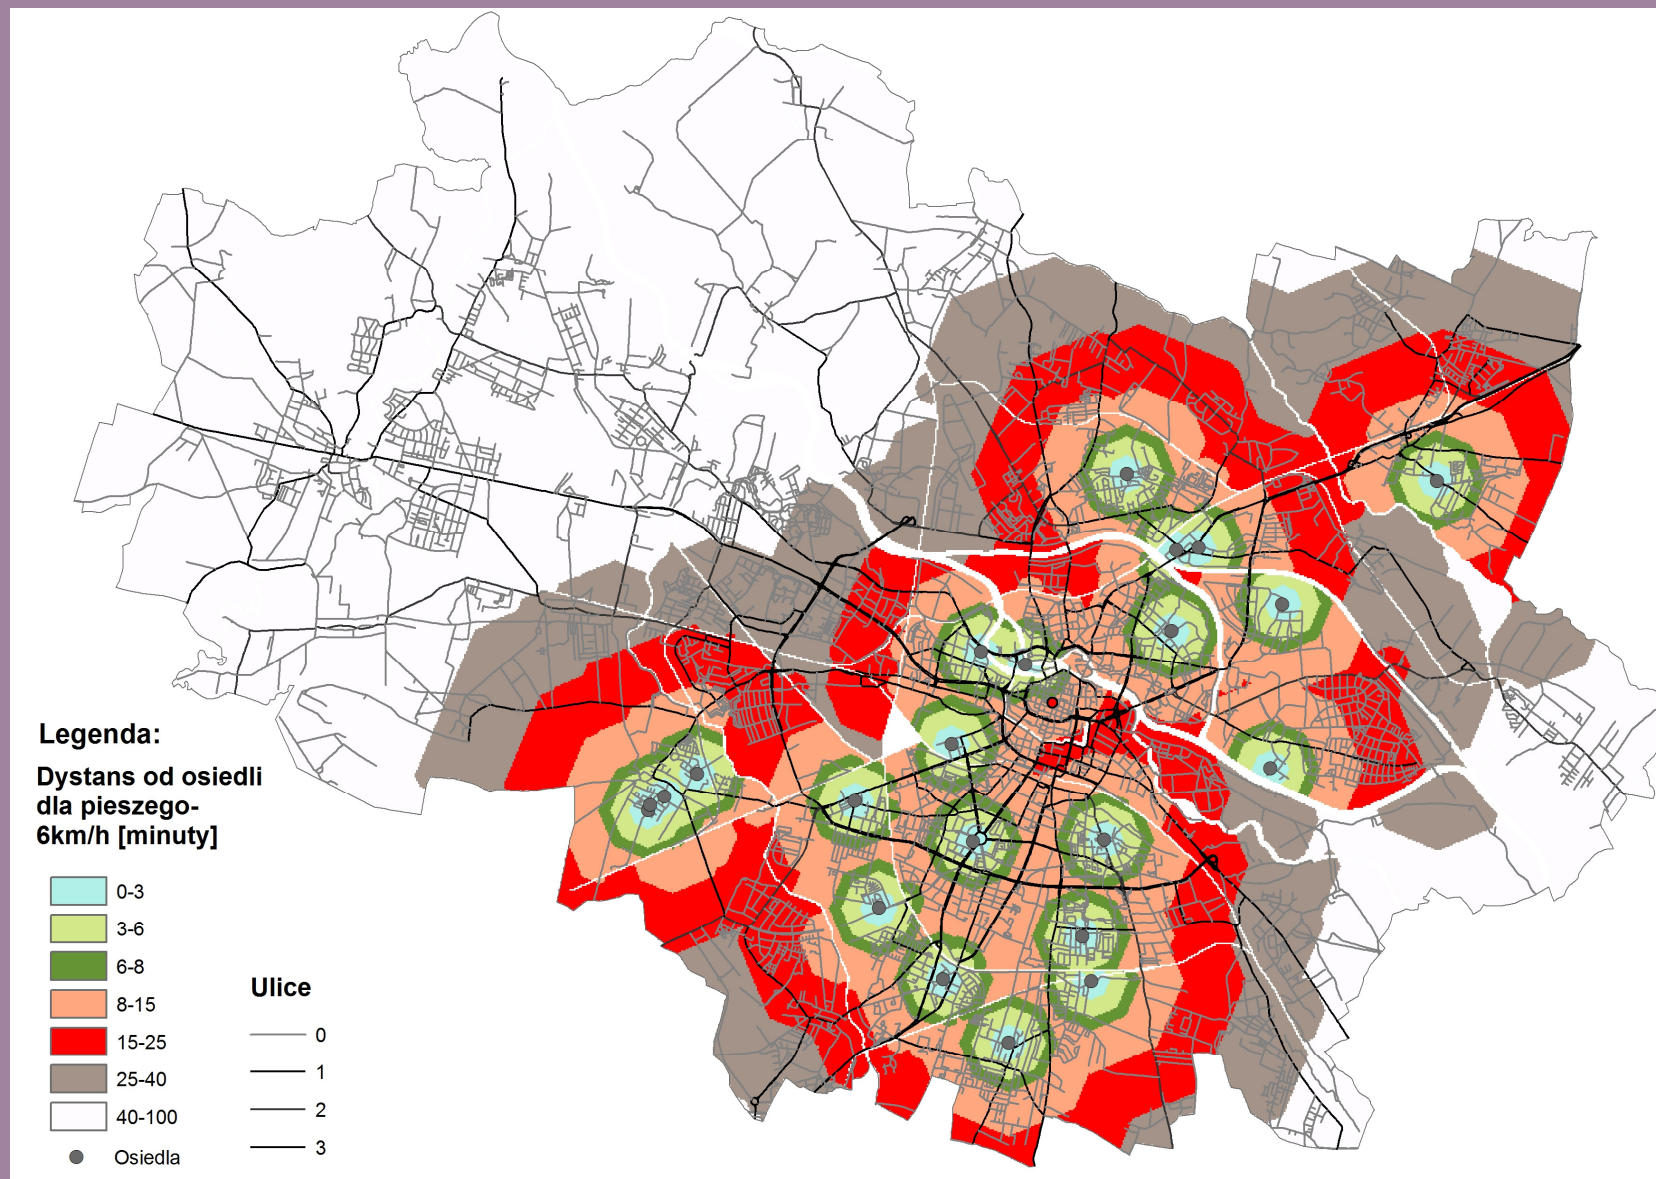 Legenda:
Dystans od osiedli
dla pieszego-
6km/h [minuty]
0-3
3-6
6-8
8-15
15-25
25-40
40-100
Osiedla
Ulice
0
1
2
3